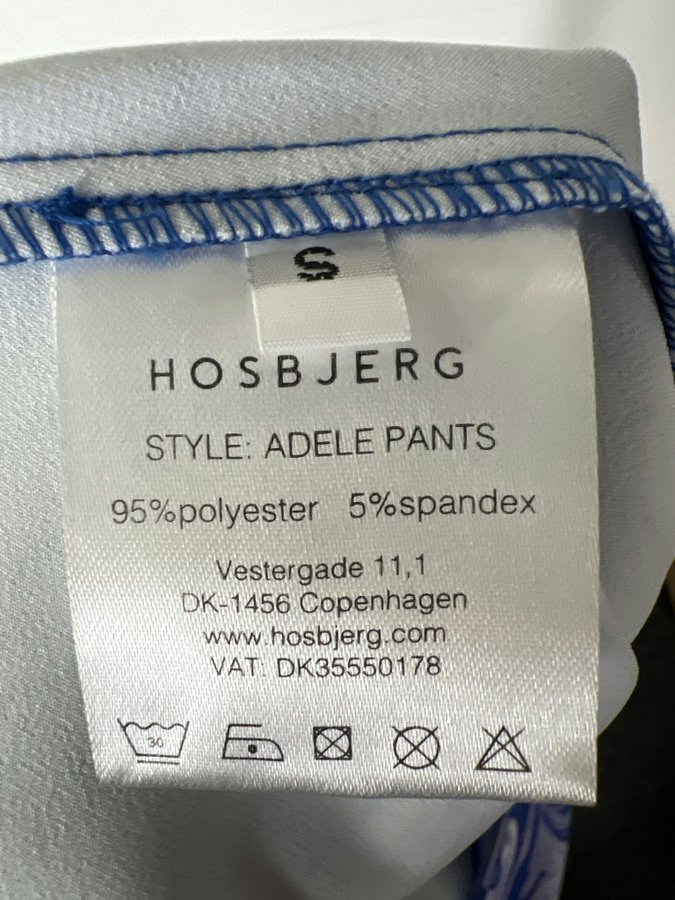 S
HOSBJERG
STYLE: ADELE PANTS
95%polyester 5%spandex
Vestergade 11,1
DK-1456 Copenhagen
www.hosbjerg.com
VAT: DK35550178
30